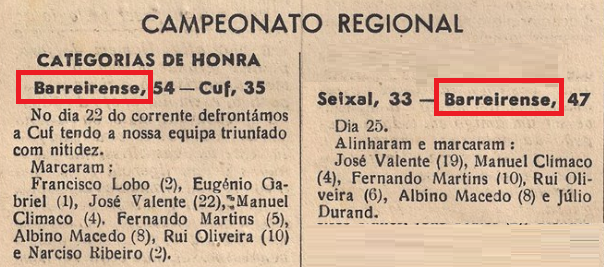 CAMPEONATO REGIONAL
CATEGORIAS DE HONRA
Barreirense, 54 — Cuf, 35
No dia 22 do corrente defrontámos
a Cuf tendo a nossa equipa triunfado
com nitidez.
Marcaram:
Francisco Lobo (2), Eugénio Ga-
briel (1), José Valente (22), Manuel
Climaco (4). Fernando Martins (5),
Albino Macedo (8), Rui Oliveira (10)
e Narciso Ribeiro (2).
Seixal, 33 — Barreirense, 47
Dia 25.
Alinharam e marcaram:
José Valente (19), Manuel Climaco
(4), Fernando Martins (10), Rui Oli-
veira (6), Albino Macedo (8) e Júlio
Durand.